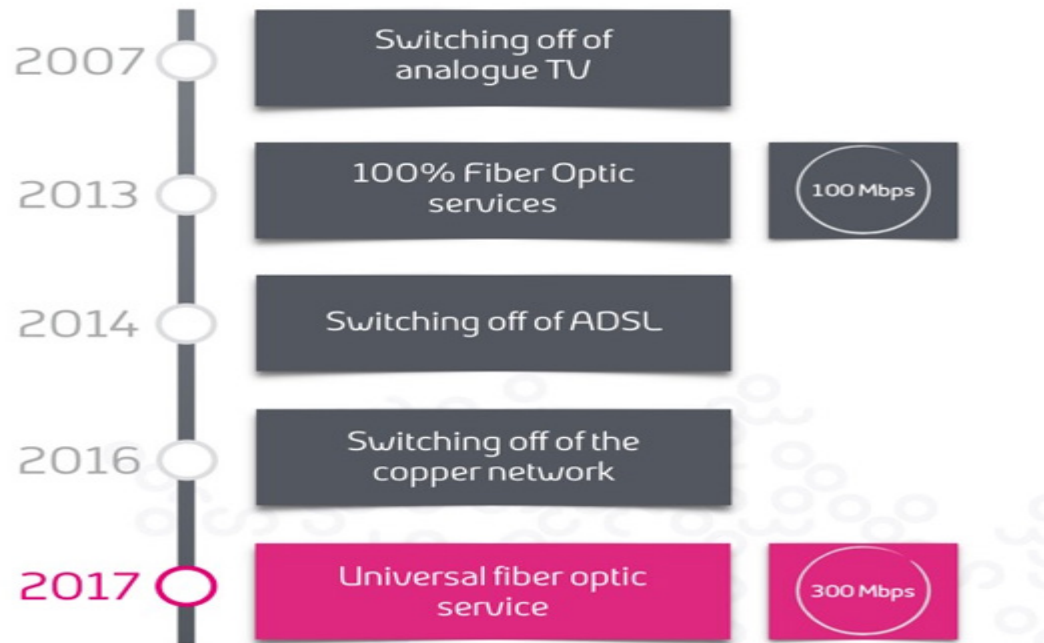 2007
Switching off of
analogue TV
2013
100% Fiber Optic
services
100 Mbps
2014
Switching off of ADSL
2016
Switching off of the
copper network
2017
Universal fiber optic
service
300 Mbps